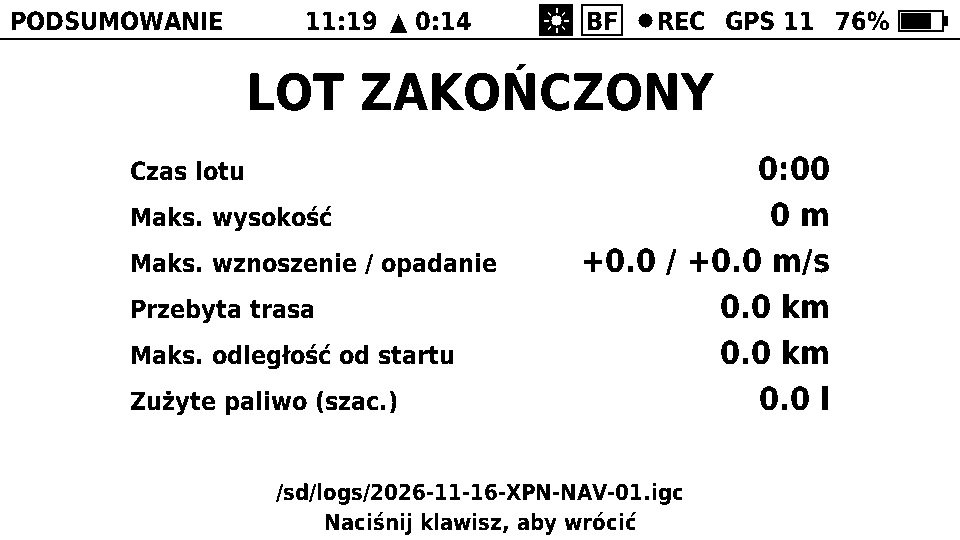 PODSUMOWANIE 11:19 ▲ 0:14 BF ●REC GPS 11 76%
LOT ZAKOŃCZONY
Czas lotu 0:00
Maks. wysokość 0 m
Maks. wznoszenie / opadanie +0.0 / +0.0 m/s
Przebyta trasa 0.0 km
Maks. odległość od startu 0.0 km
Zużyte paliwo (szac.) 0.0 l
/sd/logs/2026-11-16-XPN-NAV-01.igc
Naciśnij klawisz, aby wrócić